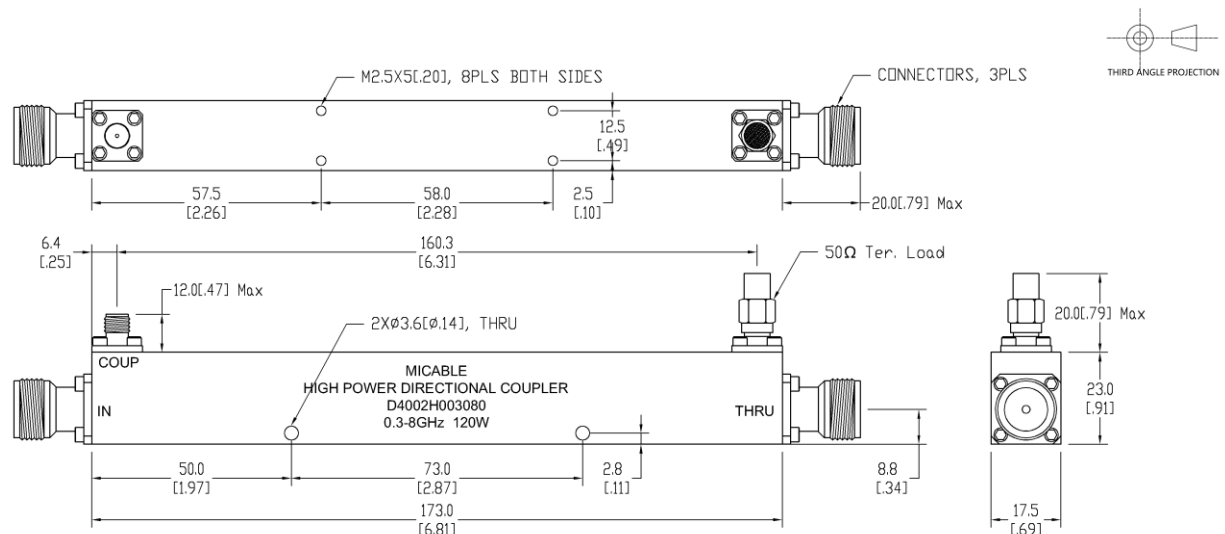 M2.5X5[.20], 8PLS BOTH SIDES
CONNECTORS, 3PLS
THIRD ANGLE PROJECTION
12.5
[.49]
57.5
[2.26]
58.0
[2.28]
2.5
[.10]
20.0[.79] Max
6.4
[.25]
160.3
[6.31]
50Ω Ter. Load
12.0[.47] Max
2XØ3.6[Ø.14], THRU
20.0[.79] Max
COUP
MICABLE
HIGH POWER DIRECTIONAL COUPLER
D4002H003080
0.3-8GHz 120W
IN
THRU
23.0
[.91]
50.0
[1.97]
73.0
[2.87]
2.8
[.11]
8.8
[.34]
173.0
[6.81]
17.5
[.69]